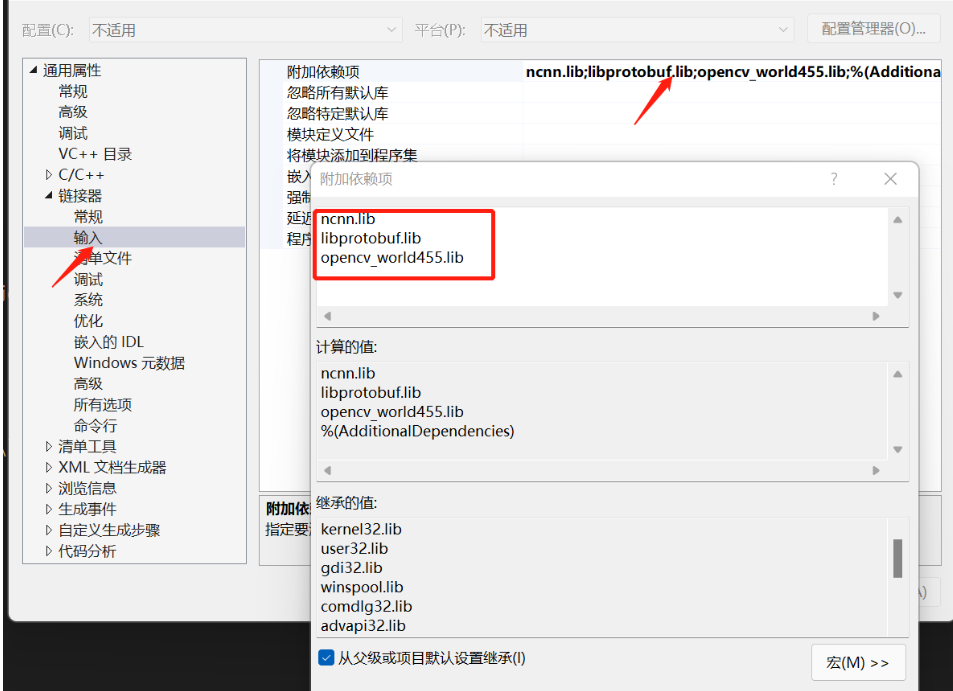 配置(C):
不适用
平台(P):
不适用
配置管理器(O)...
通用属性
常规
高级
调试
VC++ 目录
C/C++
链接器
常规
输入
清单文件
调试
系统
优化
嵌入的 IDL
Windows 元数据
高级
所有选项
命令行
清单工具
XML 文档生成器
浏览信息
生成事件
自定义生成步骤
代码分析
附加依赖项
ncnn.lib;libprotobuf.lib;opencv_world455.lib;%(Additiona
忽略所有默认库
忽略特定默认库
模块定义文件
将模块添加到程序集
嵌入
强制
延迟
程序
附加依
指定要
附加依赖项
?
ncnn.lib
libprotobuf.lib
opencv_world455.lib
计算的值:
ncnn.lib
libprotobuf.lib
opencv_world455.lib
%(AdditionalDependencies)
继承的值:
kernel32.lib
user32.lib
gdi32.lib
winspool.lib
comdlg32.lib
advapi32.lib
从父级或项目默认设置继承(I)
宏(M) >>